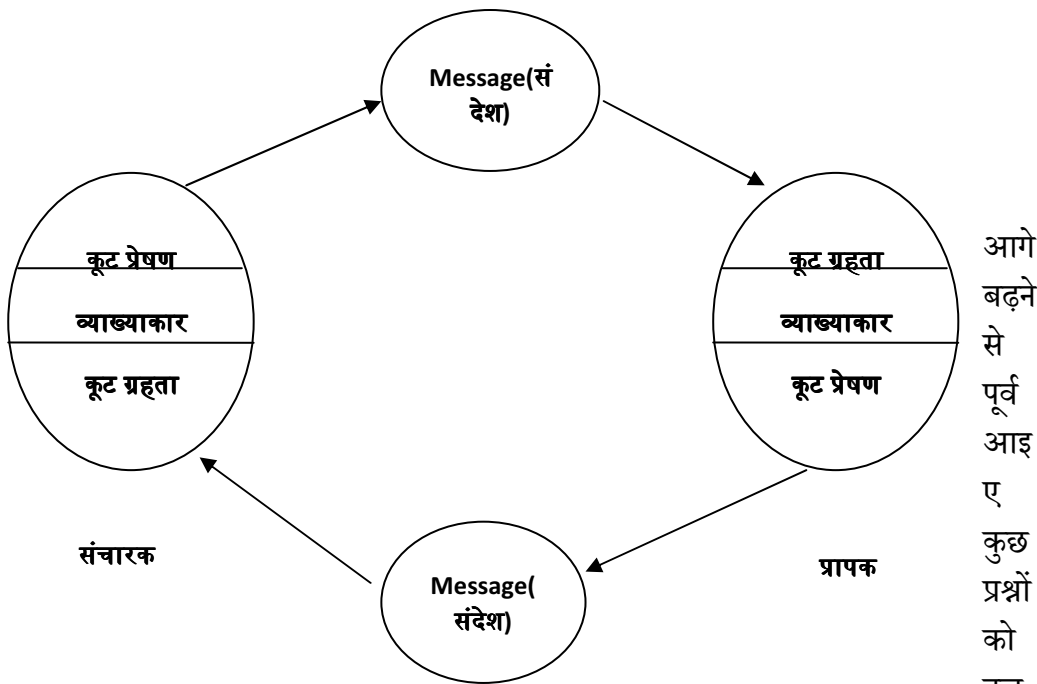 Message(सं
देश)
कूट प्रेषण
व्याख्याकार
कूट ग्रहता
कूट ग्रहता
व्याख्याकार
कूट प्रेषण
संचारक
प्रापक
Message(
संदेश)
आगे
बढ़ने
से
पूर्व
आइ
ए
कुछ
प्रश्नों
को